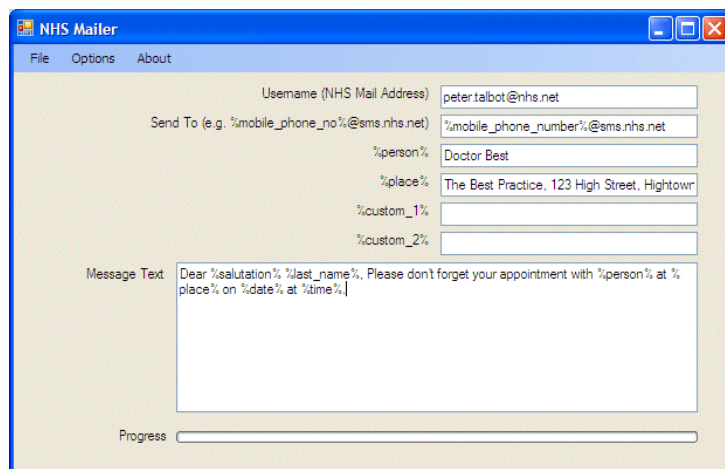 NHS Mailer
File Options About
Username (NHS Mail Address) peter.talbot@nhs.net
Send To (e.g. %mobile_phone_no%@sms.nhs.net) %mobile_phone_number%@sms.nhs.net
%person% Doctor Best
%place% The Best Practice, 123 High Street, Hightown
%custom_1%
%custom_2%
Message Text Dear %salutation% %last_name%, Please don't forget your appointment with %person% at %
place% on %date% at %time%.
Progress